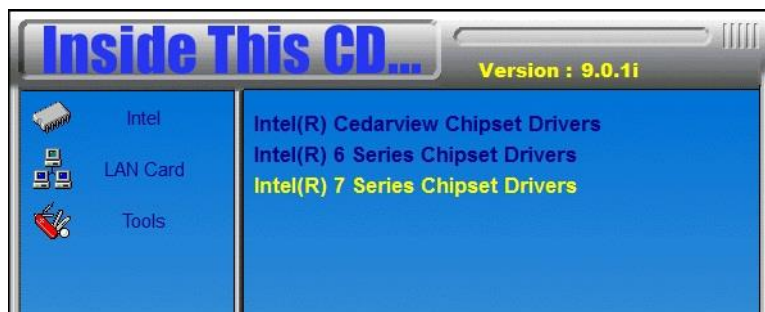 Inside This CD...
Version : 9.0.1i
Intel
LAN Card
Tools
Intel(R) Cedarview Chipset Drivers
Intel(R) 6 Series Chipset Drivers
Intel(R) 7 Series Chipset Drivers